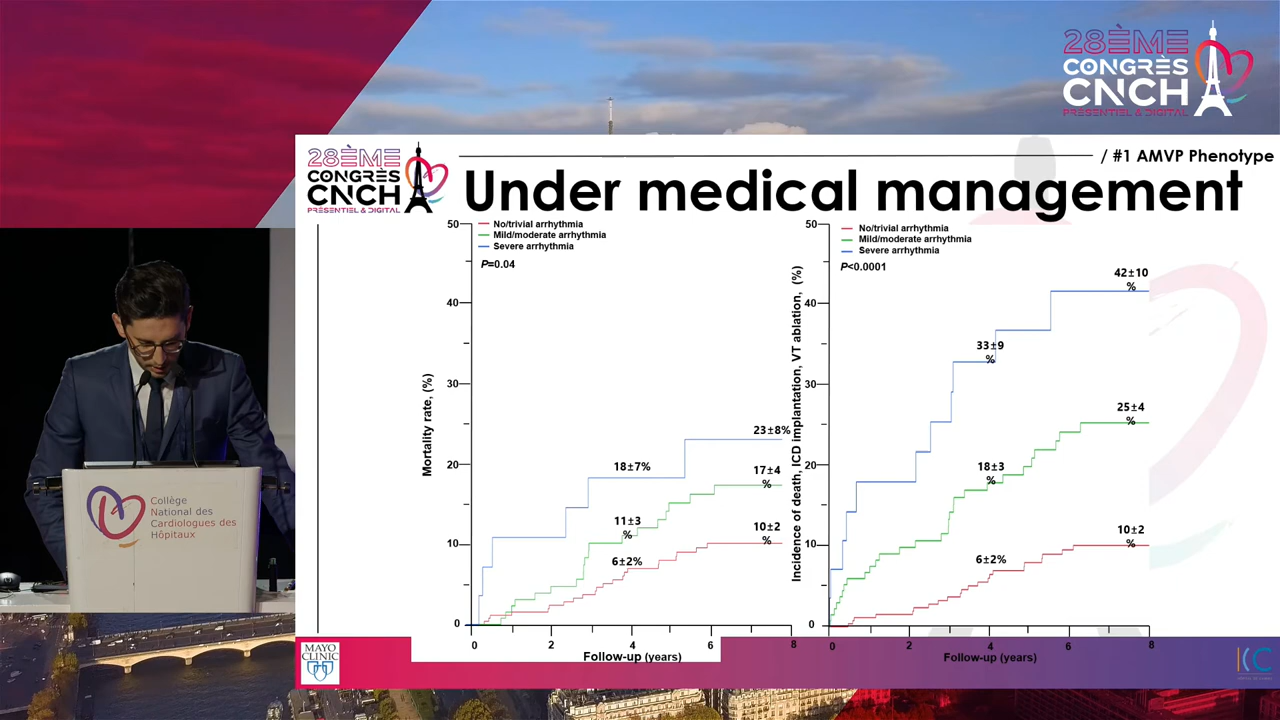 28ÈME
CONGRÈS
CNCH
PRÉSENTIEL & DIGITAL
28ÈME
CONGRÈS
CNCH
PRÉSENTIEL & DIGITAL
/ #1 AMVP Phenotype
Under medical management
50
40
30
20
10
0
Mortality rate, (%)
No/trivial arrhythmia
Mild/moderate arrhythmia
Severe arrhythmia
P=0.04
23±8%
18±7%
17±4
%
11±3
%
10±2
%
6±2%
0
2
4
6
8
Follow-up (years)
50
40
30
20
10
0
Incidence of death, ICD implantation, VT ablation, (%)
No/trivial arrhythmia
Mild/moderate arrhythmia
Severe arrhythmia
P<0.0001
42±10
%
33±9
%
25±4
%
18±3
%
10±2
%
6±2%
0
2
4
6
8
Follow-up (years)
Collège
National des
Cardiologues des
Hôpitaux
MAYO
CLINIC